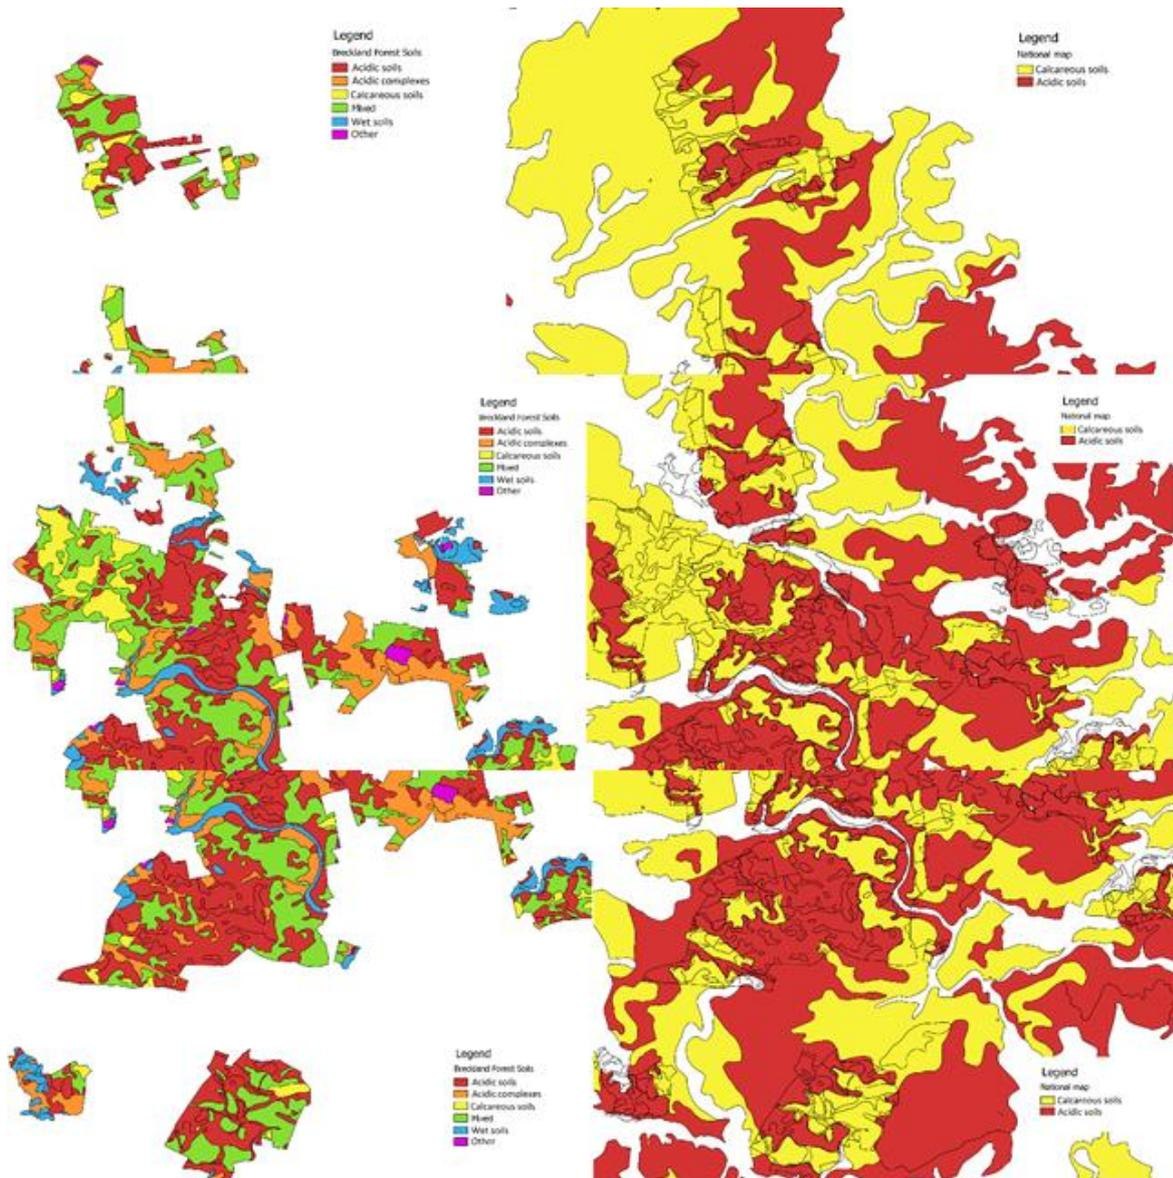 Legend
Breckland Forest Soils
Acidic soils
Acidic complexes
Calcareous soils
Mixed
Wet soils
Other
Legend
National map
Calcareous soils
Acidic soils
Legend
Breckland Forest Soils
Acidic soils
Acidic complexes
Calcareous soils
Mixed
Wet soils
Other
Legend
National map
Calcareous soils
Acidic soils
Legend
Breckland Forest Soils
Acidic soils
Acidic complexes
Calcareous soils
Mixed
Wet soils
Other
Legend
National map
Calcareous soils
Acidic soils